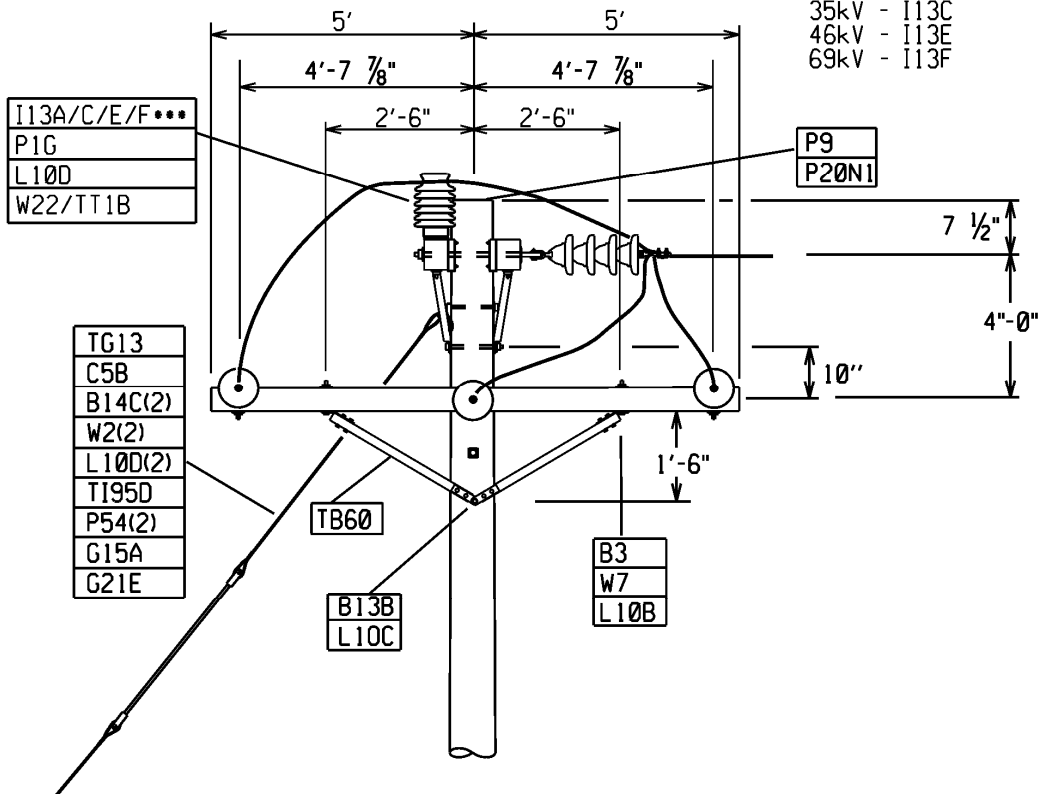 35kV - I13C
46kV - I13E
69kV - I13F
5'
5'
4'-7 ⅞"
4'-7 ⅞"
2'-6"
2'-6"
I13A/C/E/F•••
P1G
L10D
W22/TT1B
P9
P20N1
7 ½"
4"-0"
10''
1'-6"
TG13
C5B
B14C(2)
W2(2)
L10D(2)
TI95D
P54(2)
G15A
G21E
TB60
B13B
L10C
B3
W7
L10B